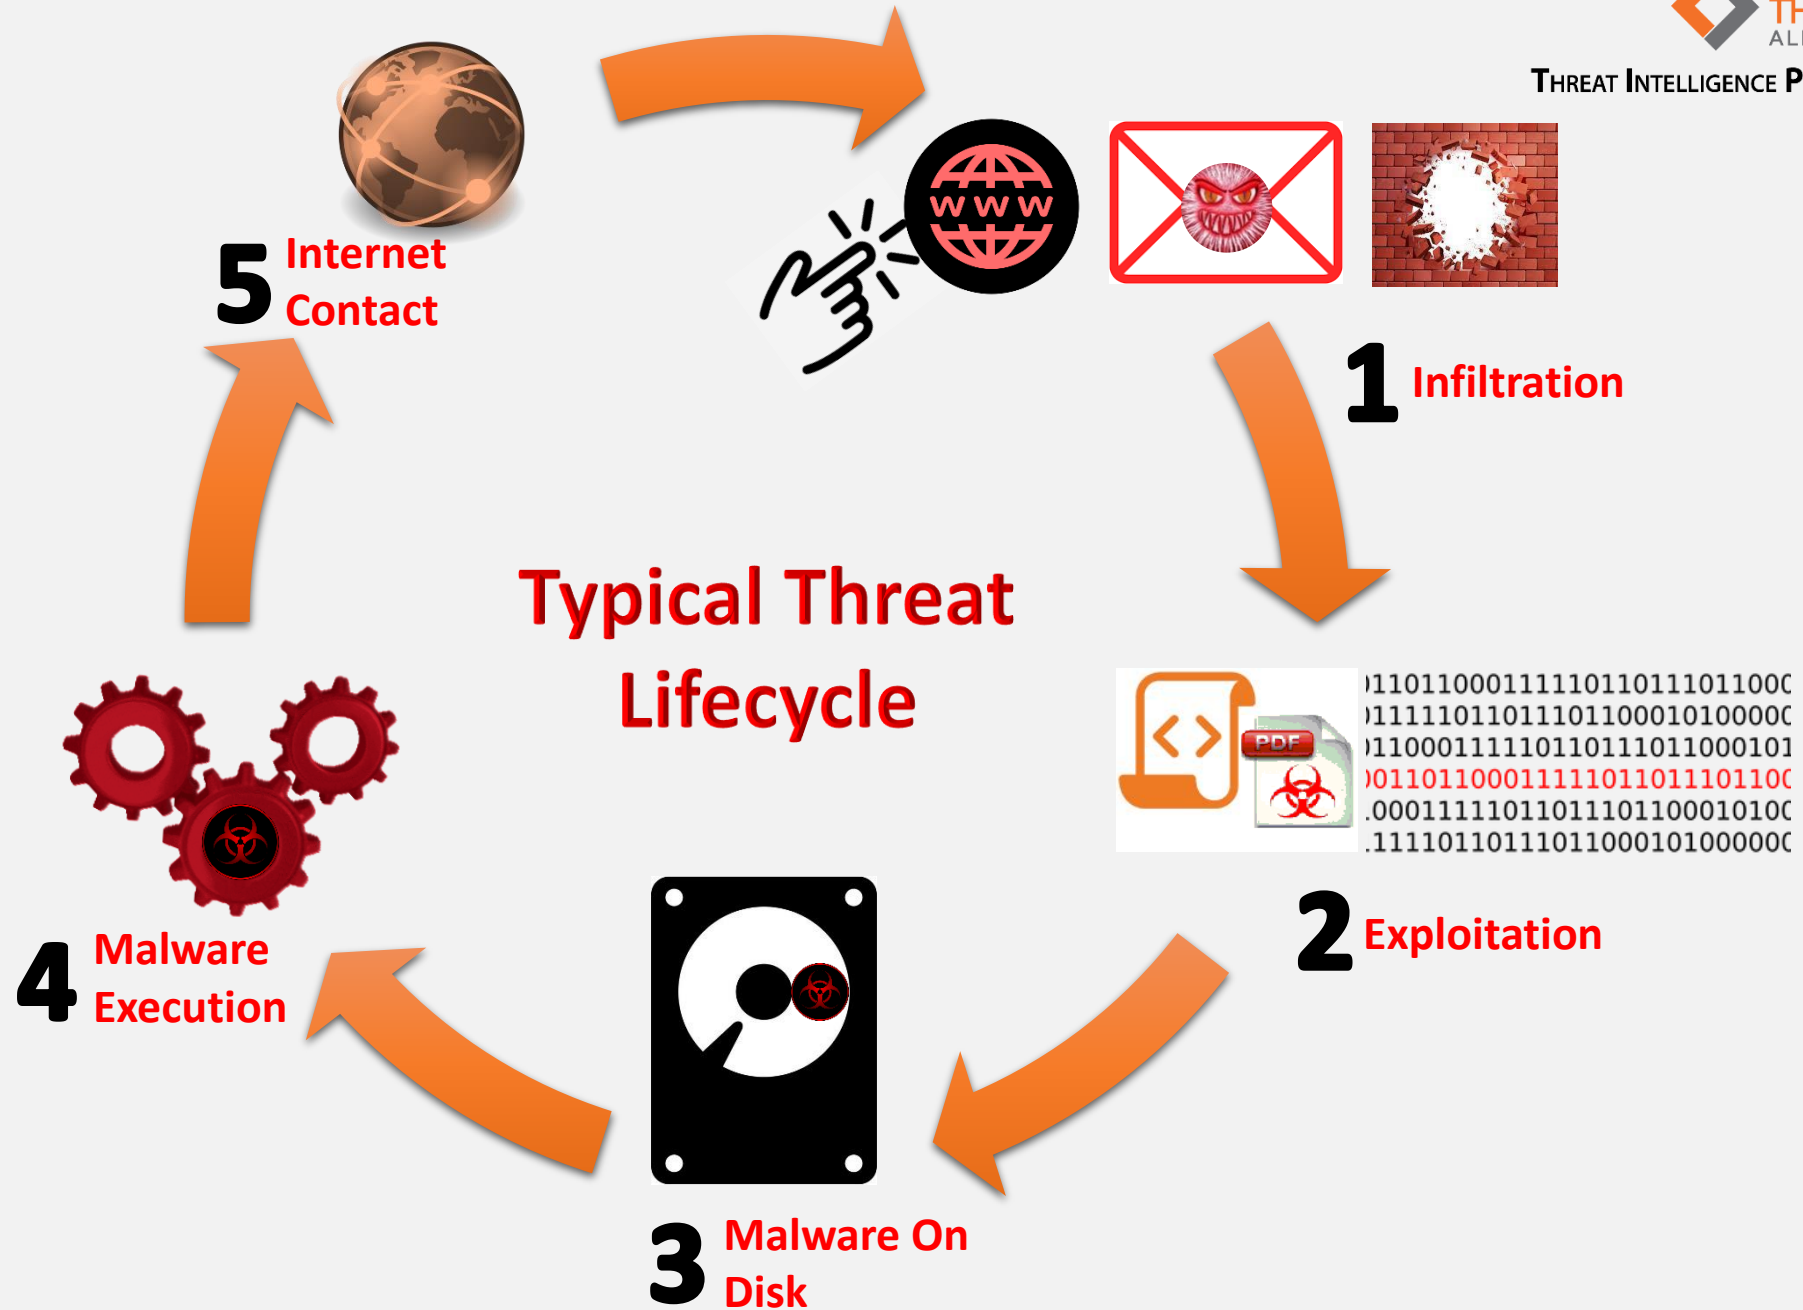 THREAT INTELLIGENCE
WWW
1 Infiltration
5 Internet
Contact
Typical Threat
Lifecycle
PDF
2 Exploitation
4 Malware
Execution
3 Malware On
Disk